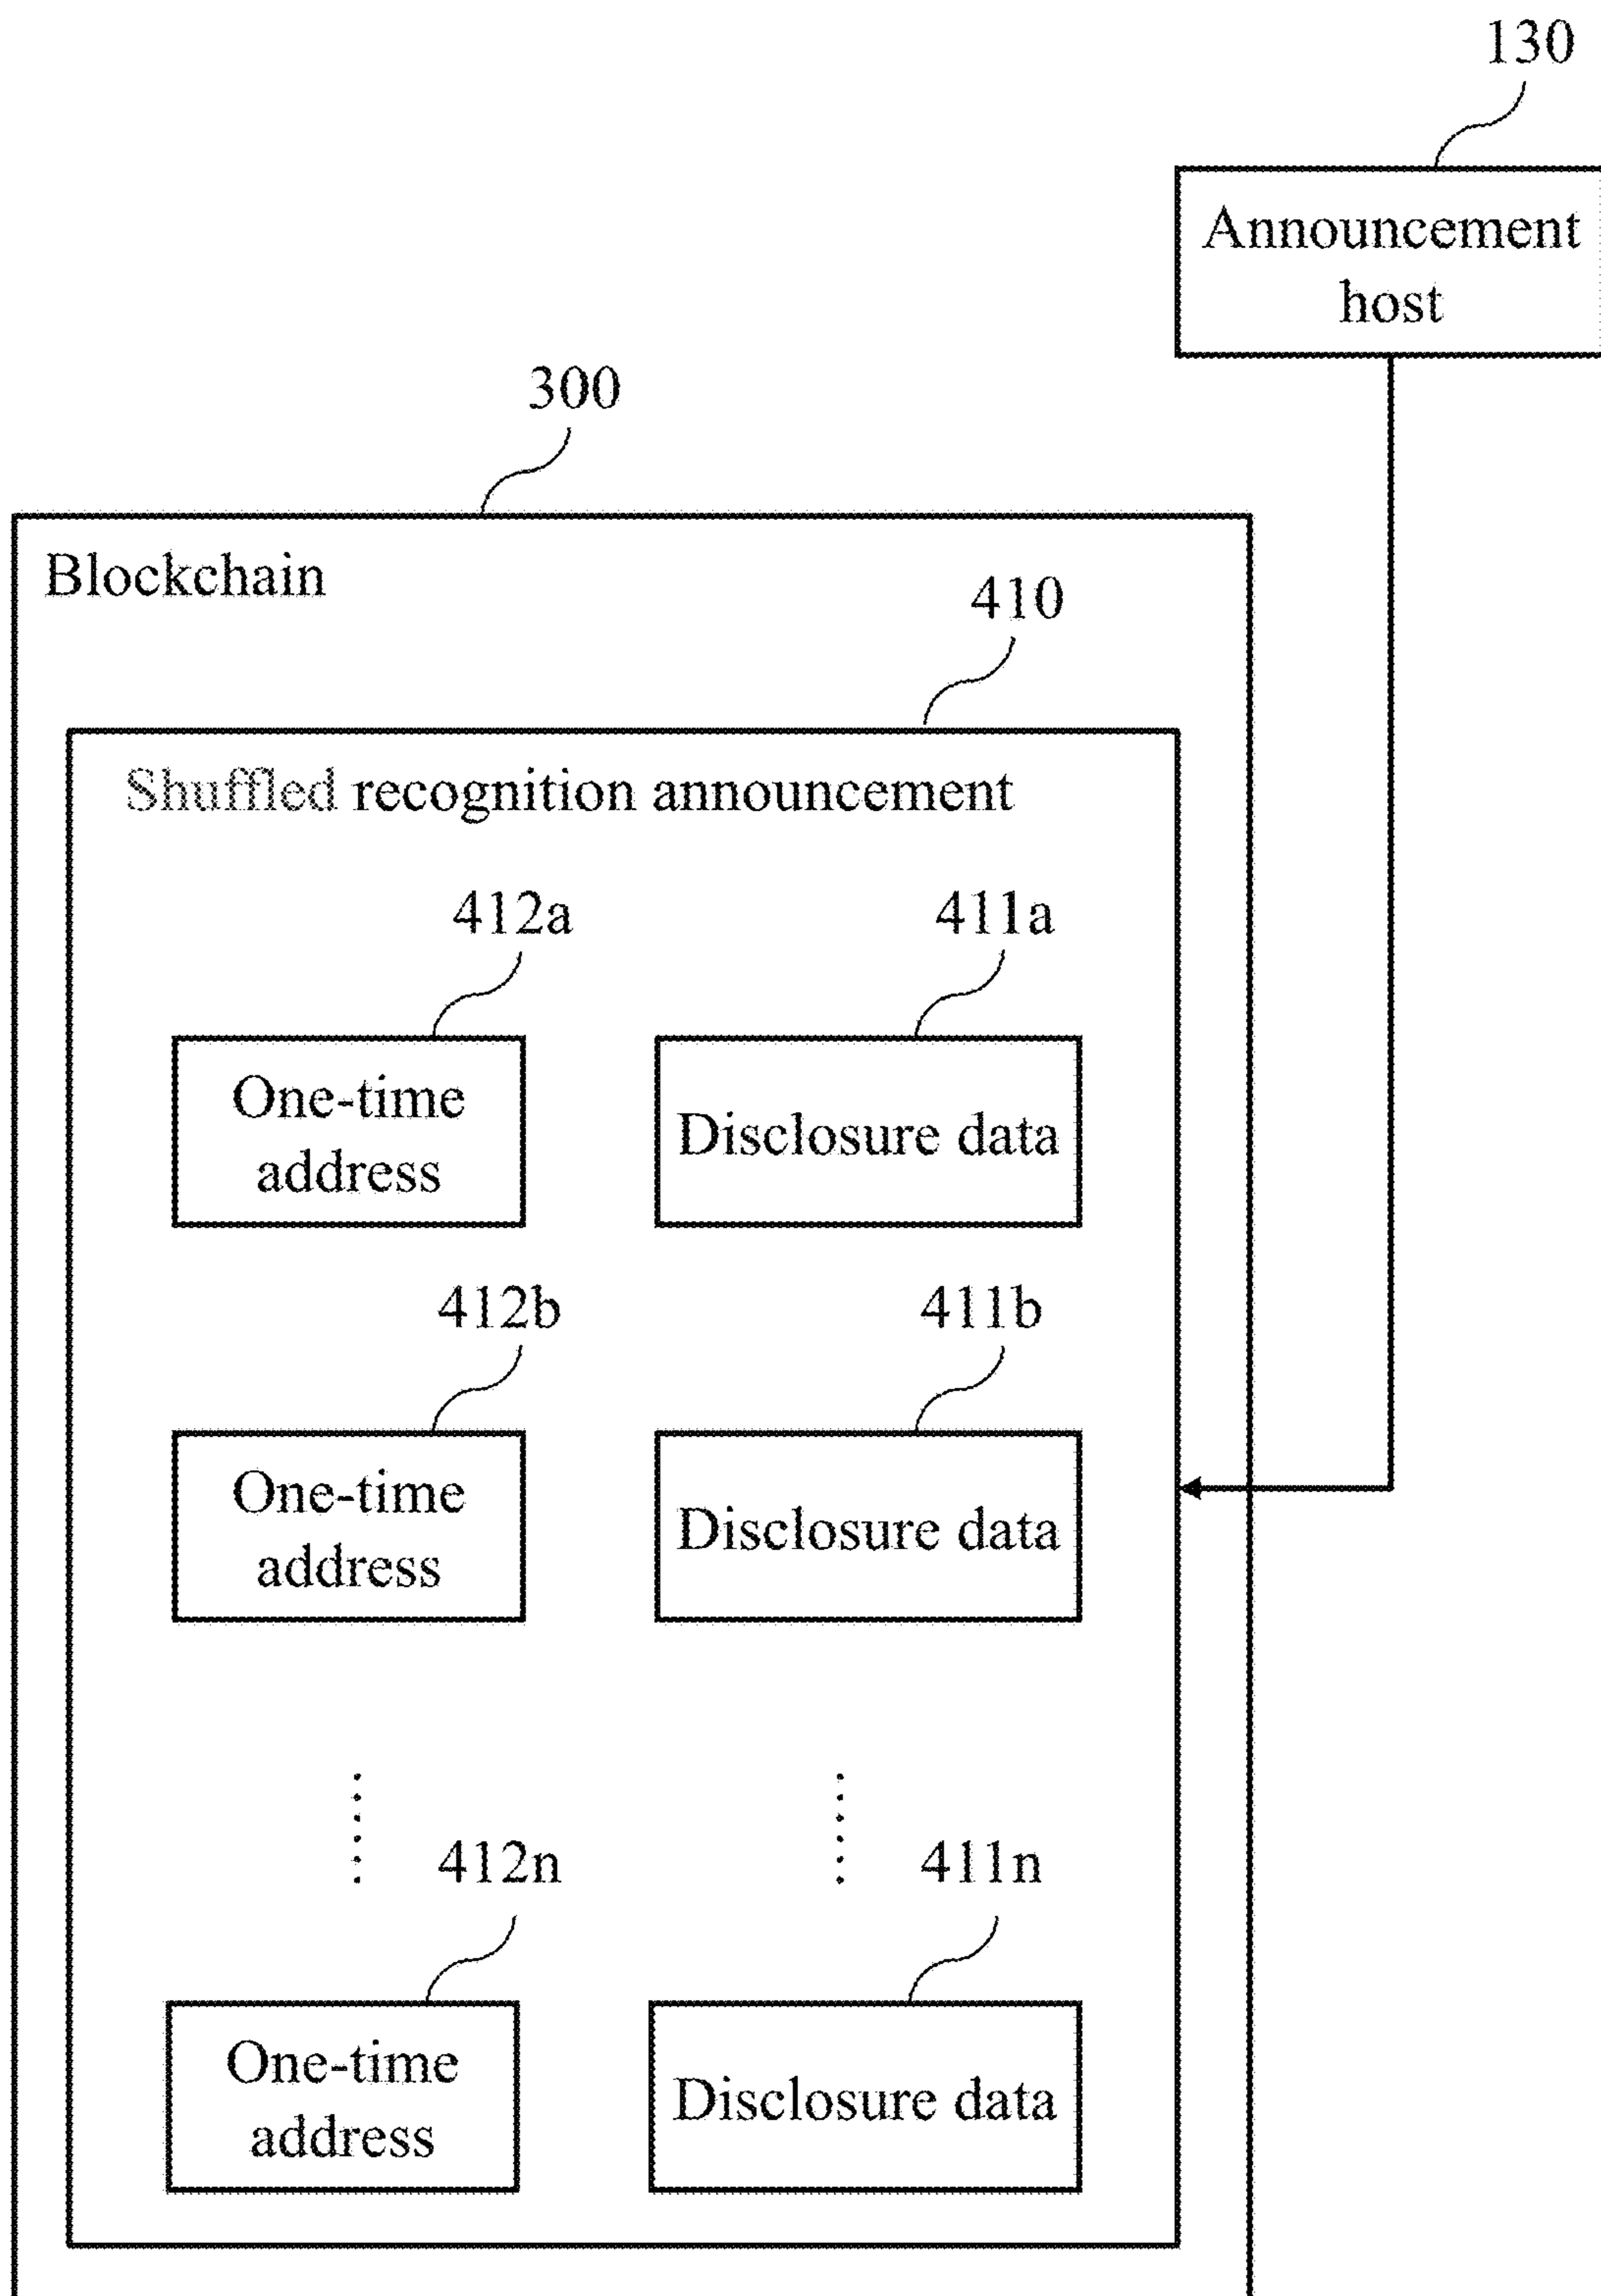 130
Announcement
host
300
Blockchain
410
Shuffled recognition announcement
412a
411a
One-time
address
Disclosure data
412b
411b
One-time
address
Disclosure data
412n
411n
One-time
address
Disclosure data